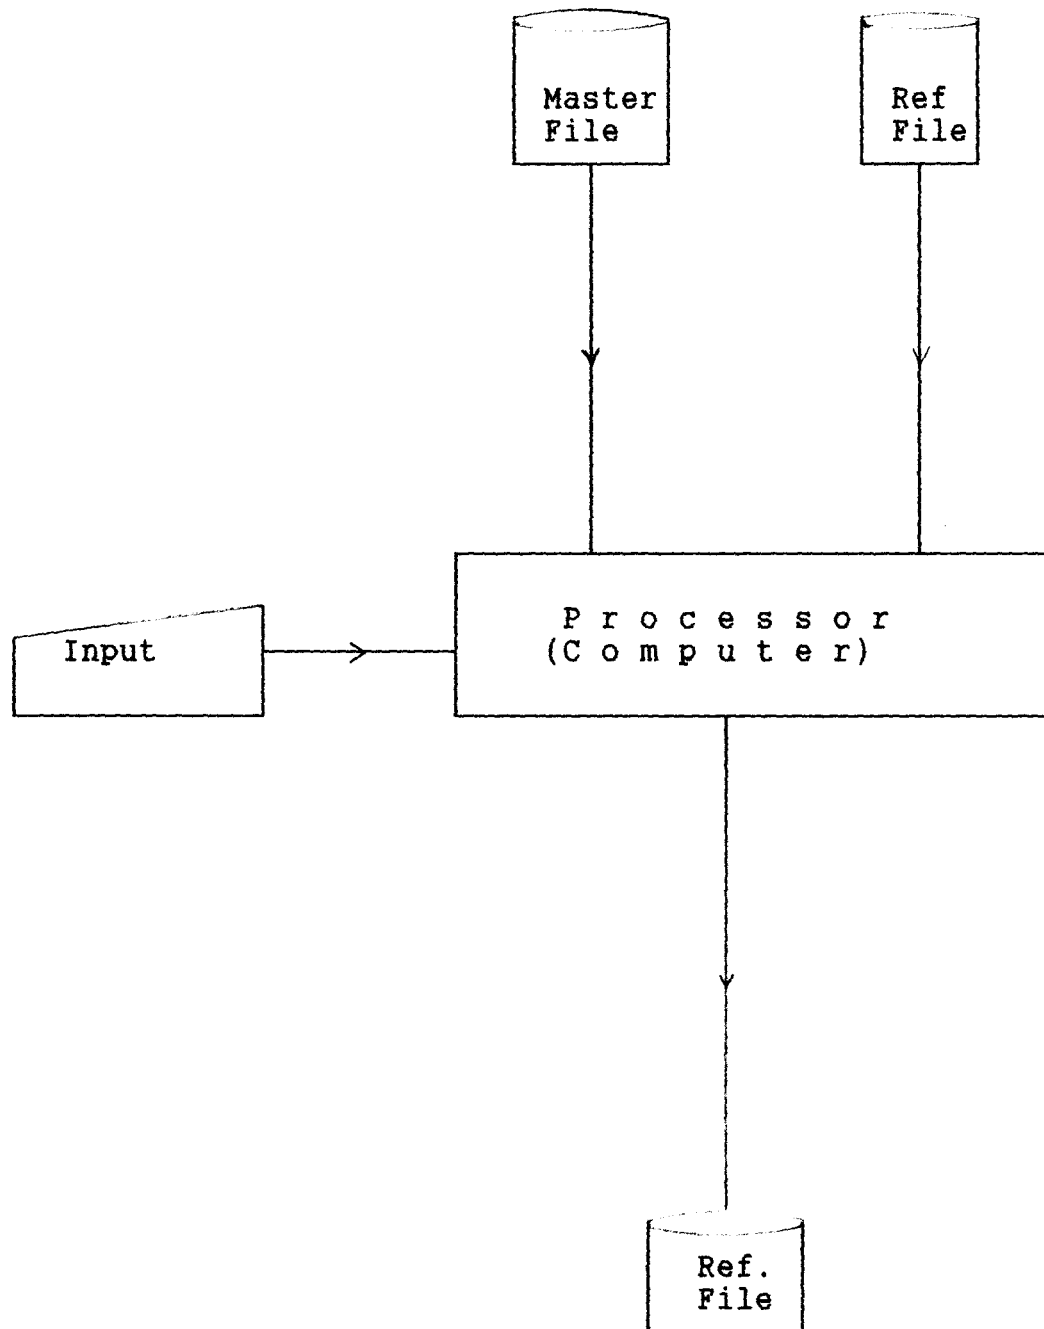 Master
File
Ref
File
P r o c e s s o r
(C o m p u t e r)
Input
Ref.
File